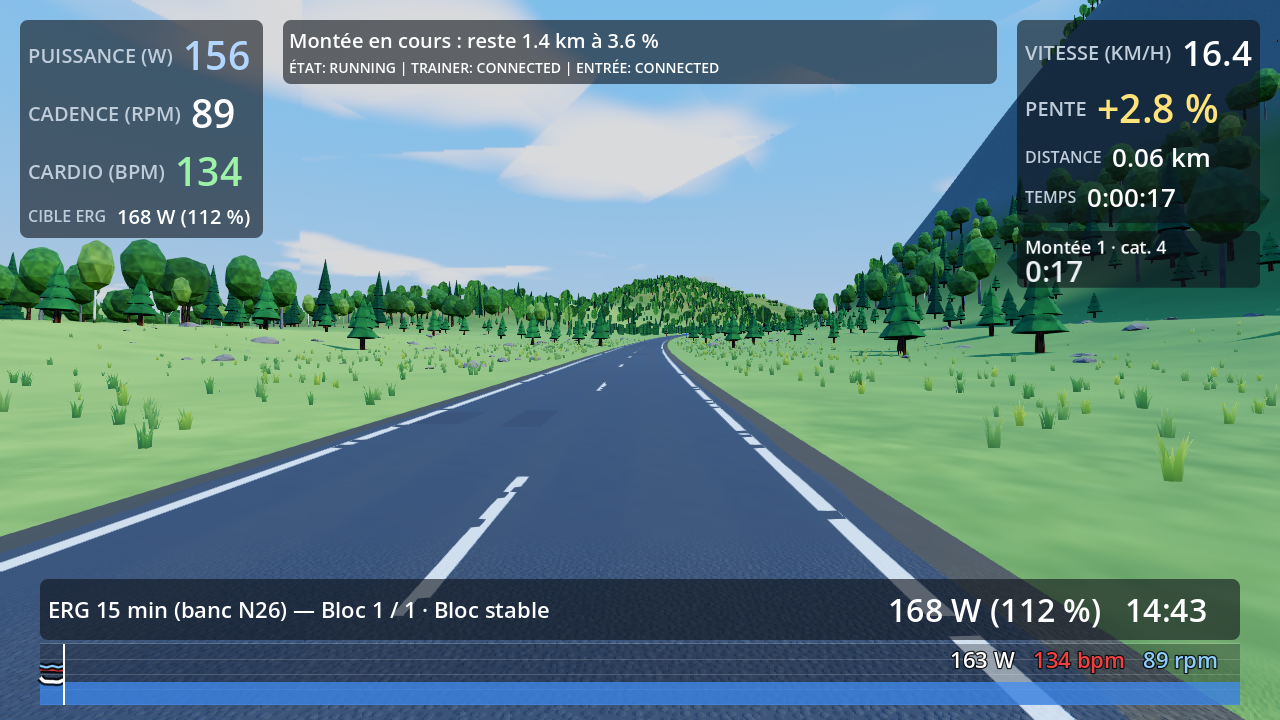 PUISSANCE (W) 156
CADENCE (RPM) 89
CARDIO (BPM) 134
CIBLE ERG 168 W (112 %)
Montée en cours : reste 1.4 km à 3.6 %
ÉTAT: RUNNING | TRAINER: CONNECTED | ENTRÉE: CONNECTED
VITESSE (KM/H) 16.4
PENTE +2.8 %
DISTANCE 0.06 km
TEMPS 0:00:17
Montée 1 · cat. 4
0:17
ERG 15 min (banc N26) — Bloc 1 / 1 · Bloc stable 168 W (112 %) 14:43
163 W 134 bpm 89 rpm